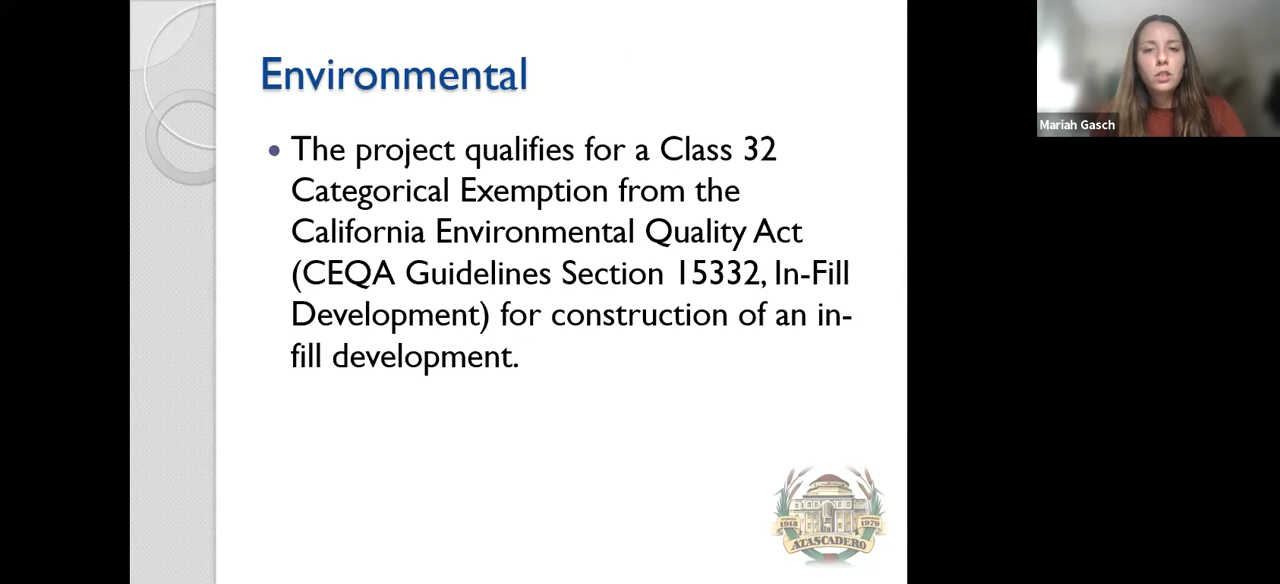 Environmental
The project qualifies for a Class 32
Categorical Exemption from the
California Environmental Quality Act
(CEQA Guidelines Section 15332, In-Fill
Development) for construction of an in-
fill development.
Mariah Gasch
1913 1979
ATASCADERO